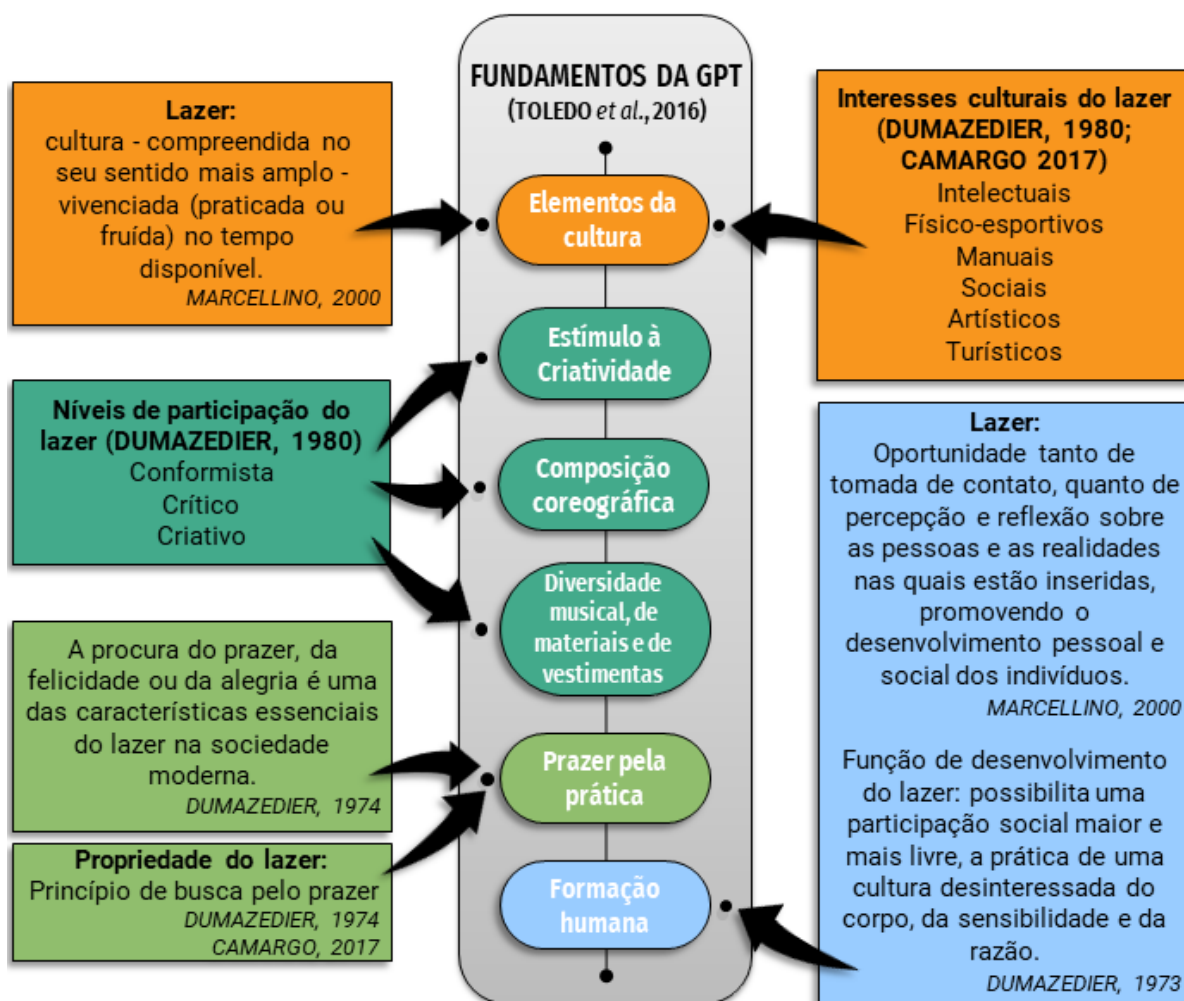 FUNDAMENTOS DA GPT
(TOLEDO et al., 2016)
Lazer:
cultura - compreendida no
seu sentido mais amplo -
vivenciada (praticada ou
fruída) no tempo
disponível.
MARCELLINO, 2000
Elementos da
cultura
Interesses culturais do lazer
(DUMAZEDIER, 1980;
CAMARGO 2017)
Intelectuais
Físico-esportivos
Manuais
Sociais
Artísticos
Turísticos
Níveis de participação do
lazer (DUMAZEDIER, 1980)
Conformista
Crítico
Criativo
Estímulo à
Criatividade
Composição
coreográfica
Diversidade
musical, de
materiais e de
vestimentas
A procura do prazer, da
felicidade ou da alegria é uma
das características essenciais
do lazer na sociedade
moderna.
DUMAZEDIER, 1974
Propriedade do lazer:
Princípio de busca pelo prazer
DUMAZEDIER, 1974
CAMARGO, 2017
Prazer pela
prática
Formação
humana
Lazer:
Oportunidade tanto de
tomada de contato, quanto de
percepção e reflexão sobre
as pessoas e as realidades
nas quais estão inseridas,
promovendo o
desenvolvimento pessoal e
social dos indivíduos.
MARCELLINO, 2000
Função de desenvolvimento
do lazer: possibilita uma
participação social maior e
mais livre, a prática de uma
cultura desinteressada do
corpo, da sensibilidade e da
razão.
DUMAZEDIER, 1973